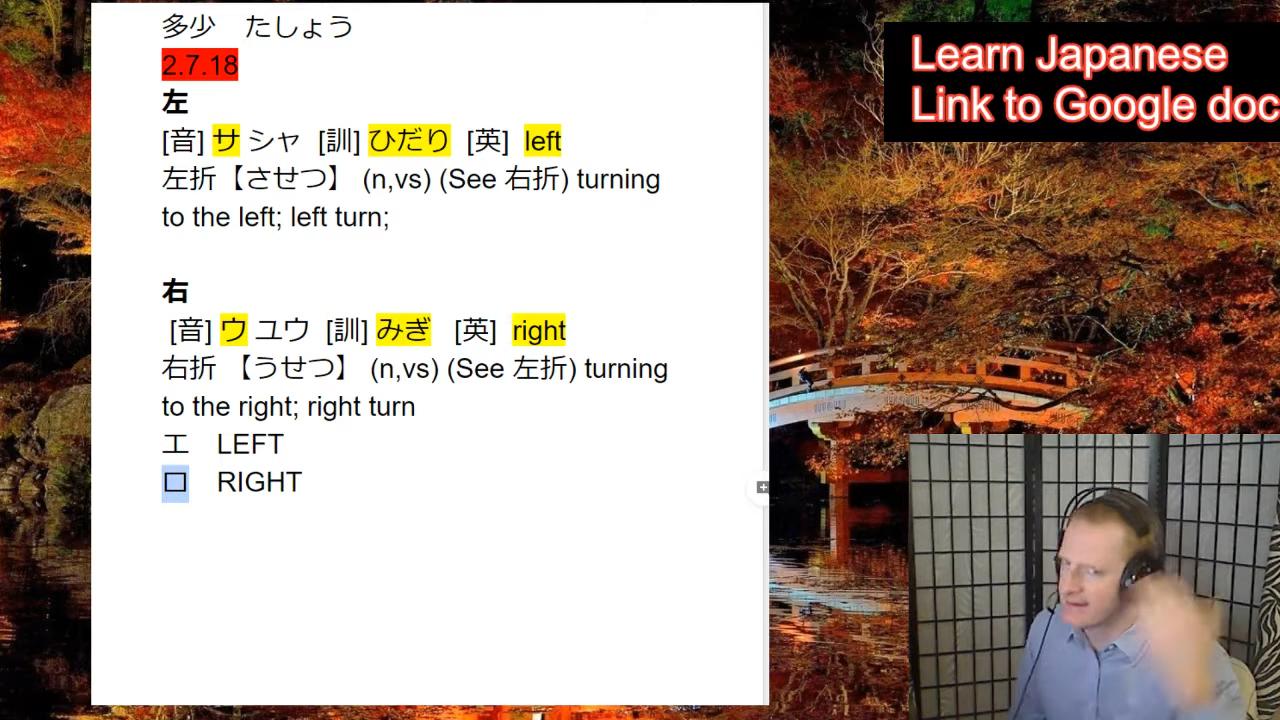 多少　たしょう
2.7.18
左
[音] サ シャ [訓] ひだり [英] left
左折【させつ】 (n,vs) (See 右折) turning
to the left; left turn;
右
[音] ウ ユウ [訓] みぎ [英] right
右折 【うせつ】 (n,vs) (See 左折) turning
to the right; right turn
エ　LEFT
口　RIGHT
Learn Japanese
Link to Google doc